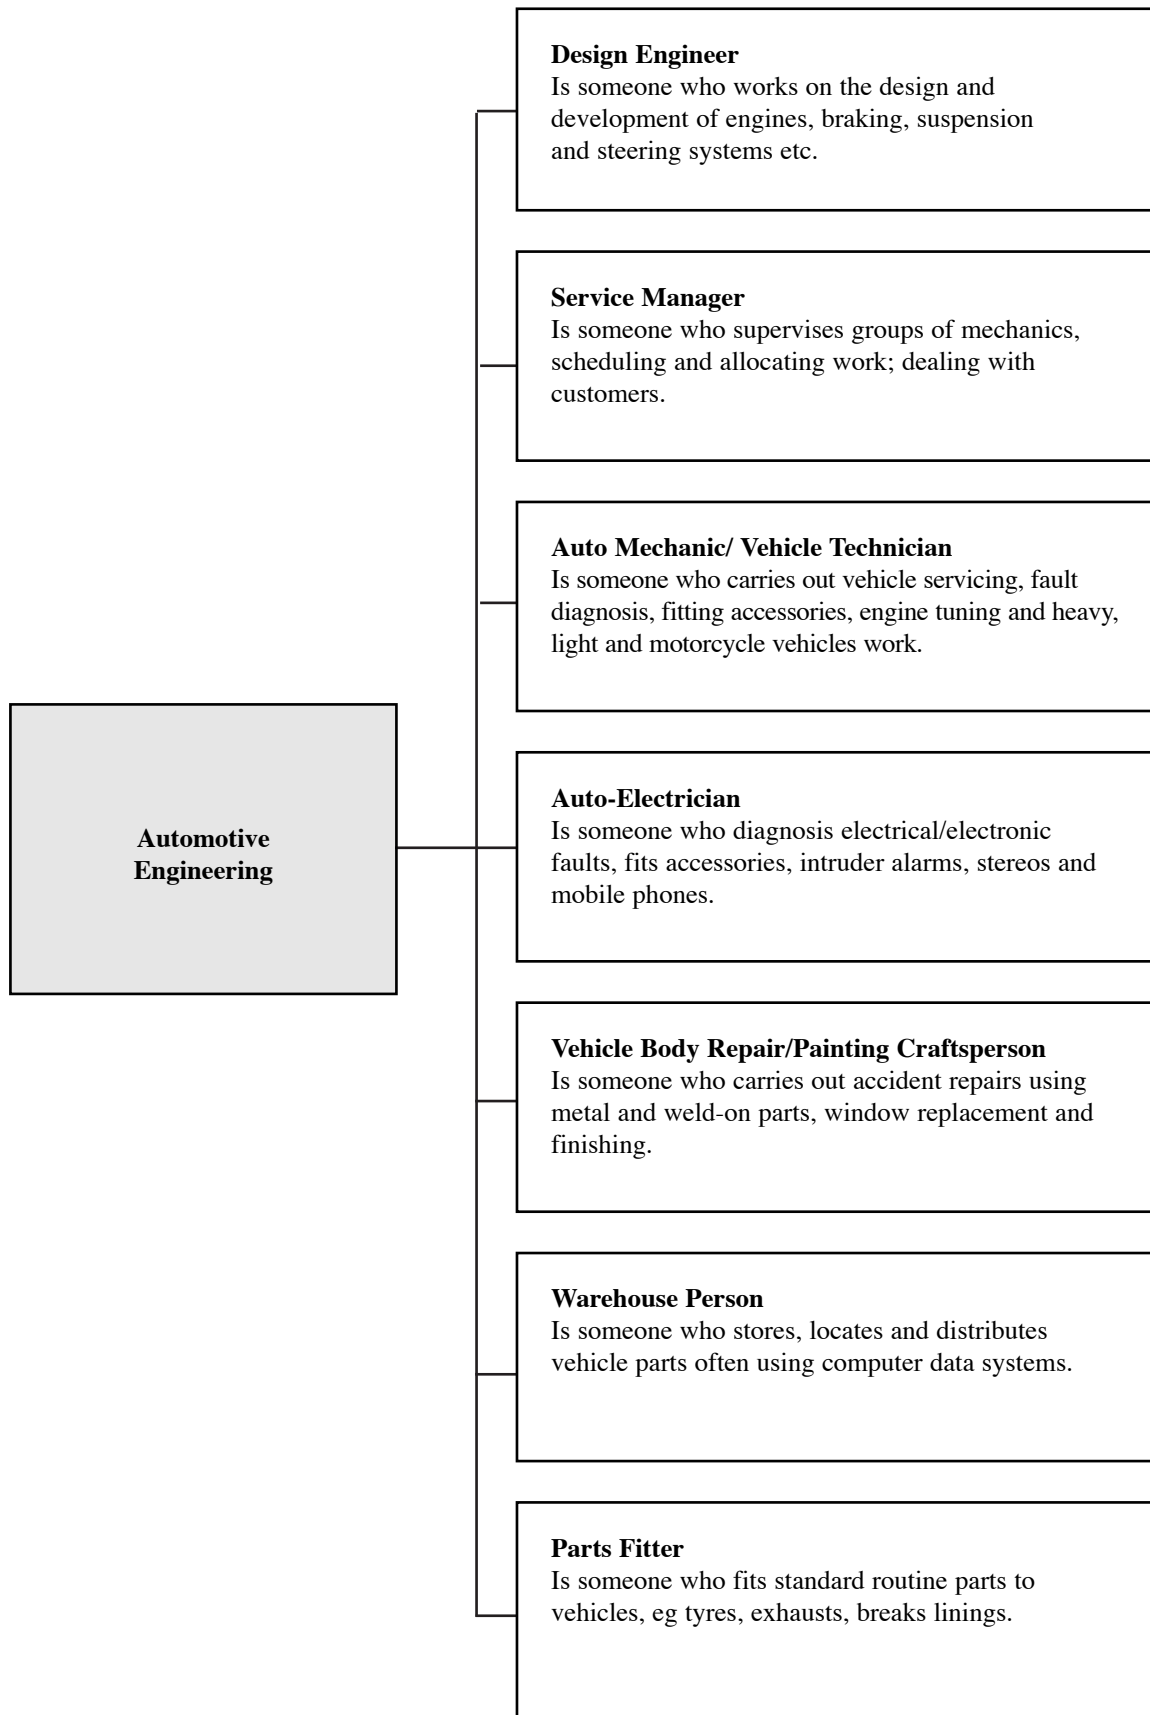 Design Engineer
Is someone who works on the design and
development of engines, braking, suspension
and steering systems etc.
Service Manager
Is someone who supervises groups of mechanics,
scheduling and allocating work; dealing with
customers.
Auto Mechanic/ Vehicle Technician
Is someone who carries out vehicle servicing, fault
diagnosis, fitting accessories, engine tuning and heavy,
light and motorcycle vehicles work.
Automotive
Engineering
Auto-Electrician
Is someone who diagnosis electrical/electronic
faults, fits accessories, intruder alarms, stereos and
mobile phones.
Vehicle Body Repair/Painting Craftsperson
Is someone who carries out accident repairs using
metal and weld-on parts, window replacement and
finishing.
Warehouse Person
Is someone who stores, locates and distributes
vehicle parts often using computer data systems.
Parts Fitter
Is someone who fits standard routine parts to
vehicles, eg tyres, exhausts, breaks linings.